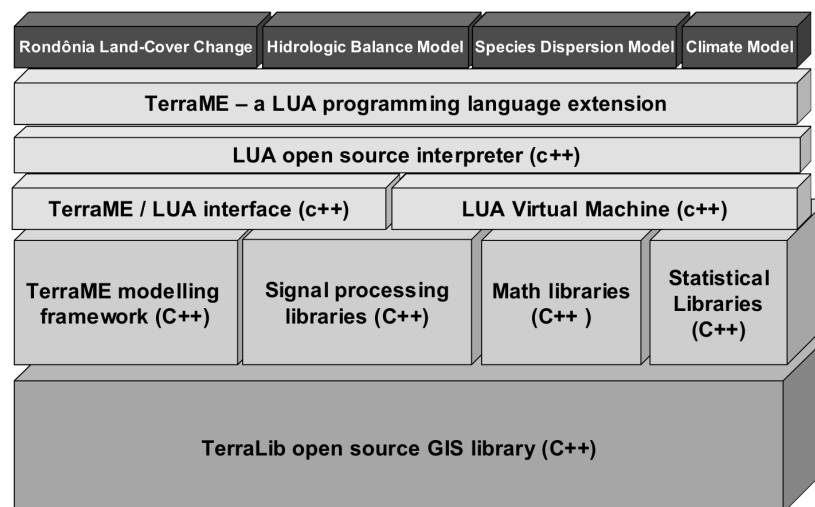 Rondônia Land-Cover Change
Hidrologic Balance Model
Species Dispersion Model
Climate Model
TerraME – a LUA programming language extension
LUA open source interpreter (c++)
TerraME / LUA interface (c++)
LUA Virtual Machine (c++)
TerraME modelling
framework (C++)
Signal processing
libraries (C++)
Math libraries
(C++ )
Statistical
Libraries
(C++)
TerraLib open source GIS library (C++)